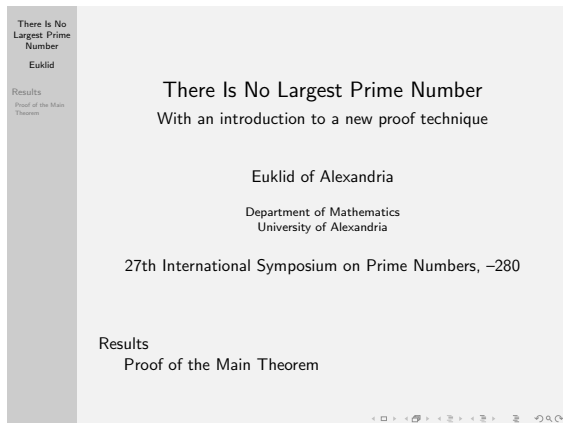 There Is No
Largest Prime
Number
Euklid
Results
Proof of the Main
Theorem
There Is No Largest Prime Number
With an introduction to a new proof technique
Euklid of Alexandria
Department of Mathematics
University of Alexandria
27th International Symposium on Prime Numbers, –280
Results
Proof of the Main Theorem